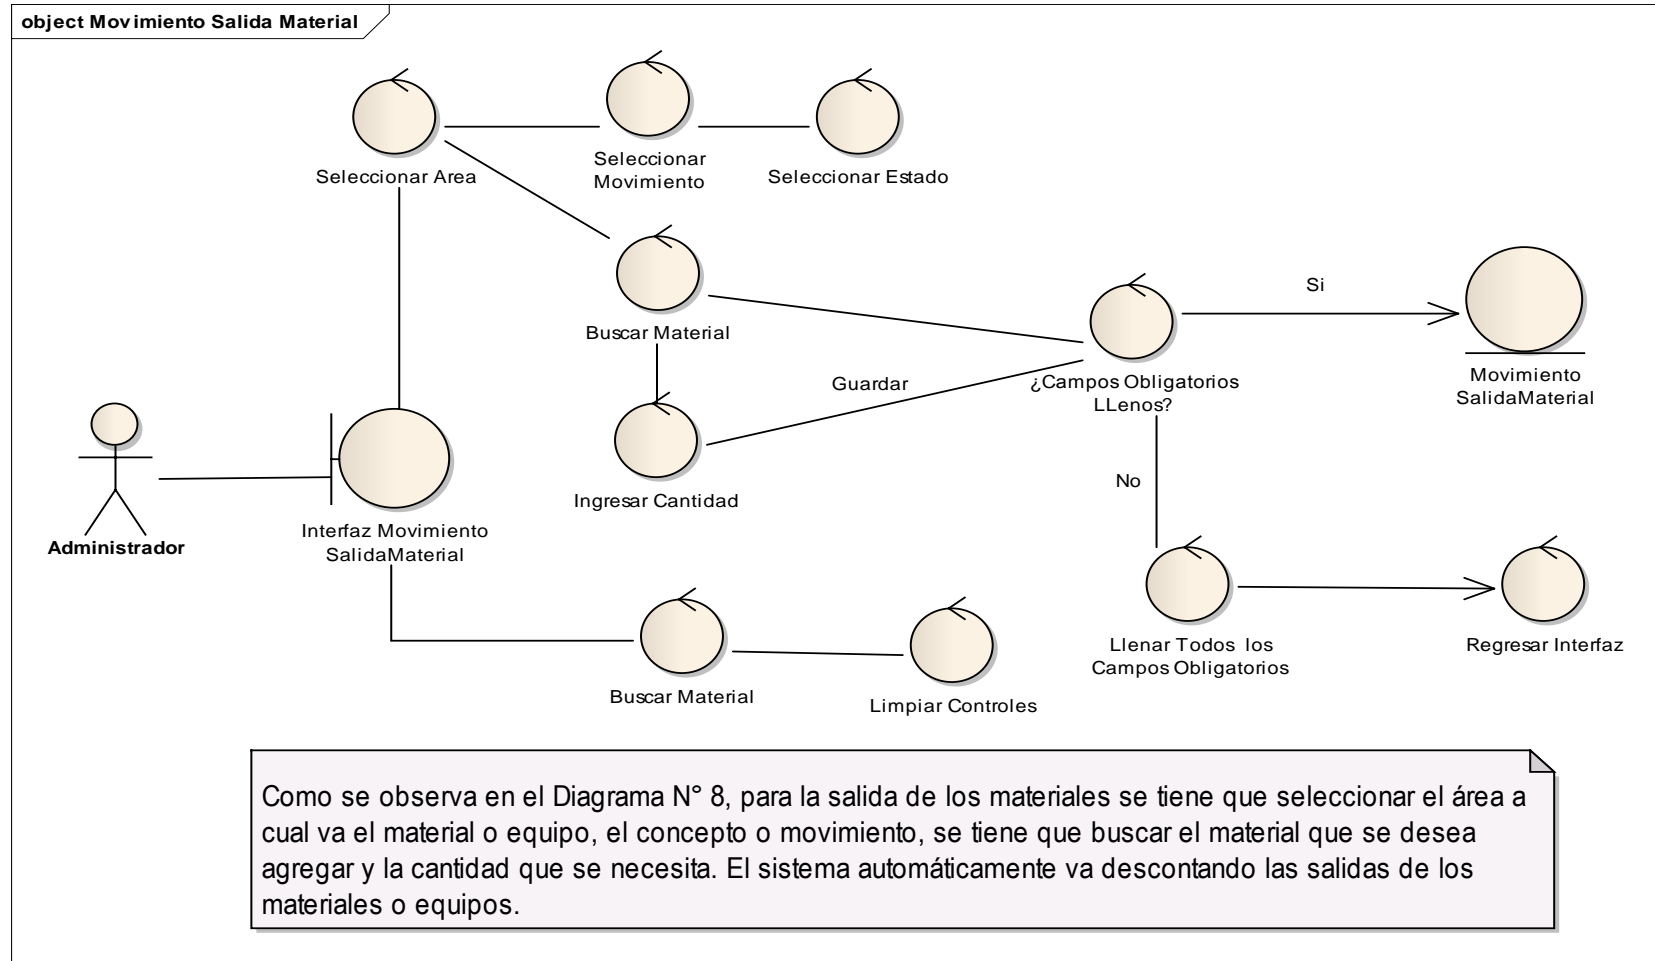 object Movimiento Salida Material
Seleccionar Area
Seleccionar
Movimiento
Seleccionar Estado
Buscar Material
Si
Movimiento
SalidaMaterial
¿Campos Obligatorios
LLenos?
Guardar
Ingresar Cantidad
No
Administrador
Interfaz Movimiento
SalidaMaterial
Llenar Todos los
Campos Obligatorios
Regresar Interfaz
Buscar Material
Limpiar Controles
Como se observa en el Diagrama N° 8, para la salida de los materiales se tiene que seleccionar el área a
cual va el material o equipo, el concepto o movimiento, se tiene que buscar el material que se desea
agregar y la cantidad que se necesita. El sistema automáticamente va descontando las salidas de los
materiales o equipos.